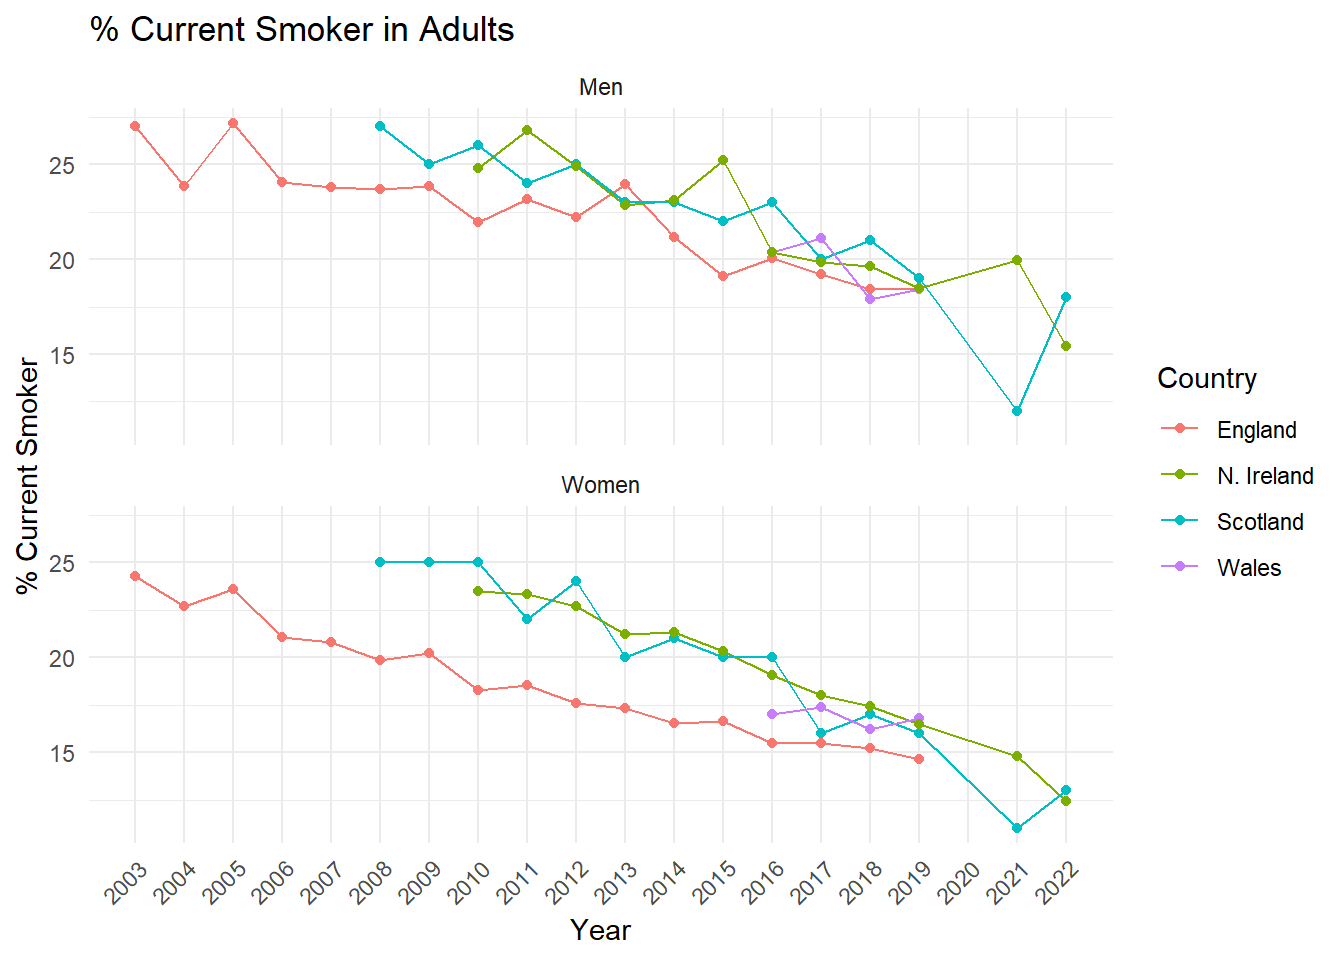 % Current Smoker in Adults
Men
25
20
15
% Current Smoker
Women
25
20
15
2003 2004 2005 2006 2007 2008 2009 2010 2011 2012 2013 2014 2015 2016 2017 2018 2019 2020 2021 2022
Year
Country
England
N. Ireland
Scotland
Wales